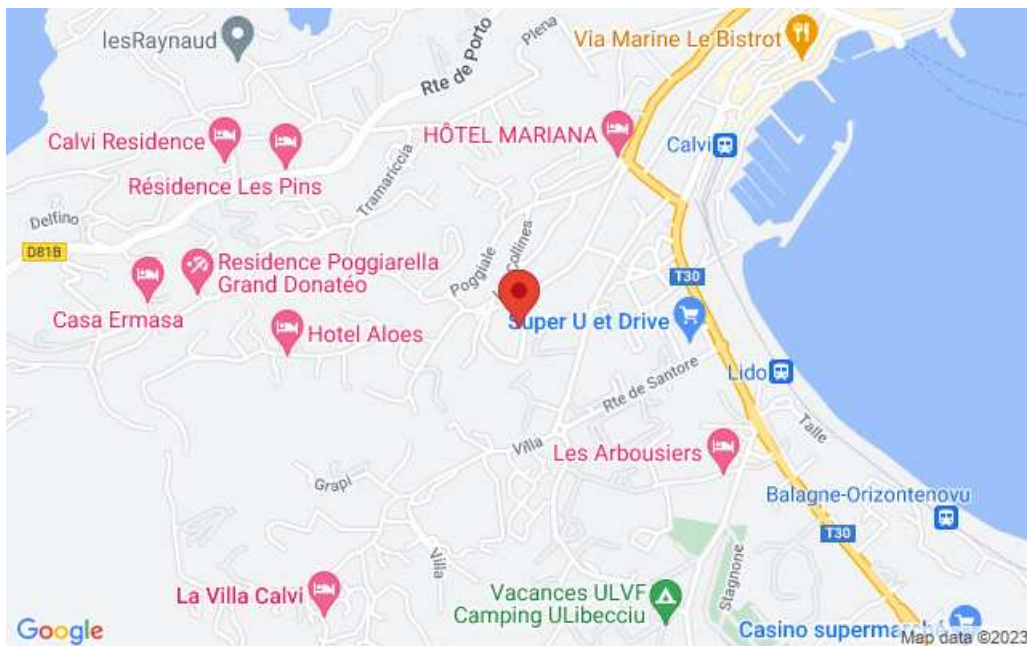 lesRaynaud
Via Marine Le Bistrot
Plena
Rte de Porto
Calvi Residence
HÔTEL MARIANA
Calvi
Résidence Les Pins
Tramariccia
Delfino
D81B
Residence Poggiarella
Grand Donatéo
Poggiale
Collines
T30
Casa Ermasa
Hotel Aloes
Super U et Drive
Lido
Rte de Santore
Talle
Villa
Les Arbousiers
Grapi
Balagne-Orizontenovu
T30
Villa
Stagnone
La Villa Calvi
Vacances ULVF
Camping ULibecciu
Google
Casino supermarché
Map data ©2023